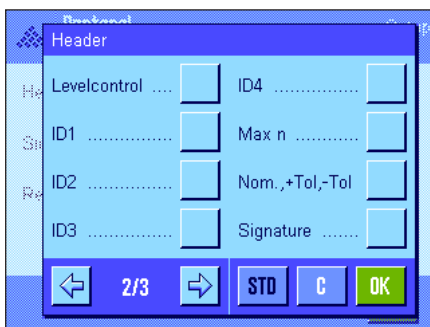 Header
Levelcontrol ....
ID1 ................
ID2 ................
ID3 ................
ID4 ................
Max n ............
Nom.,+Tol,-Tol
Signature .......
2/3
STD
C
OK